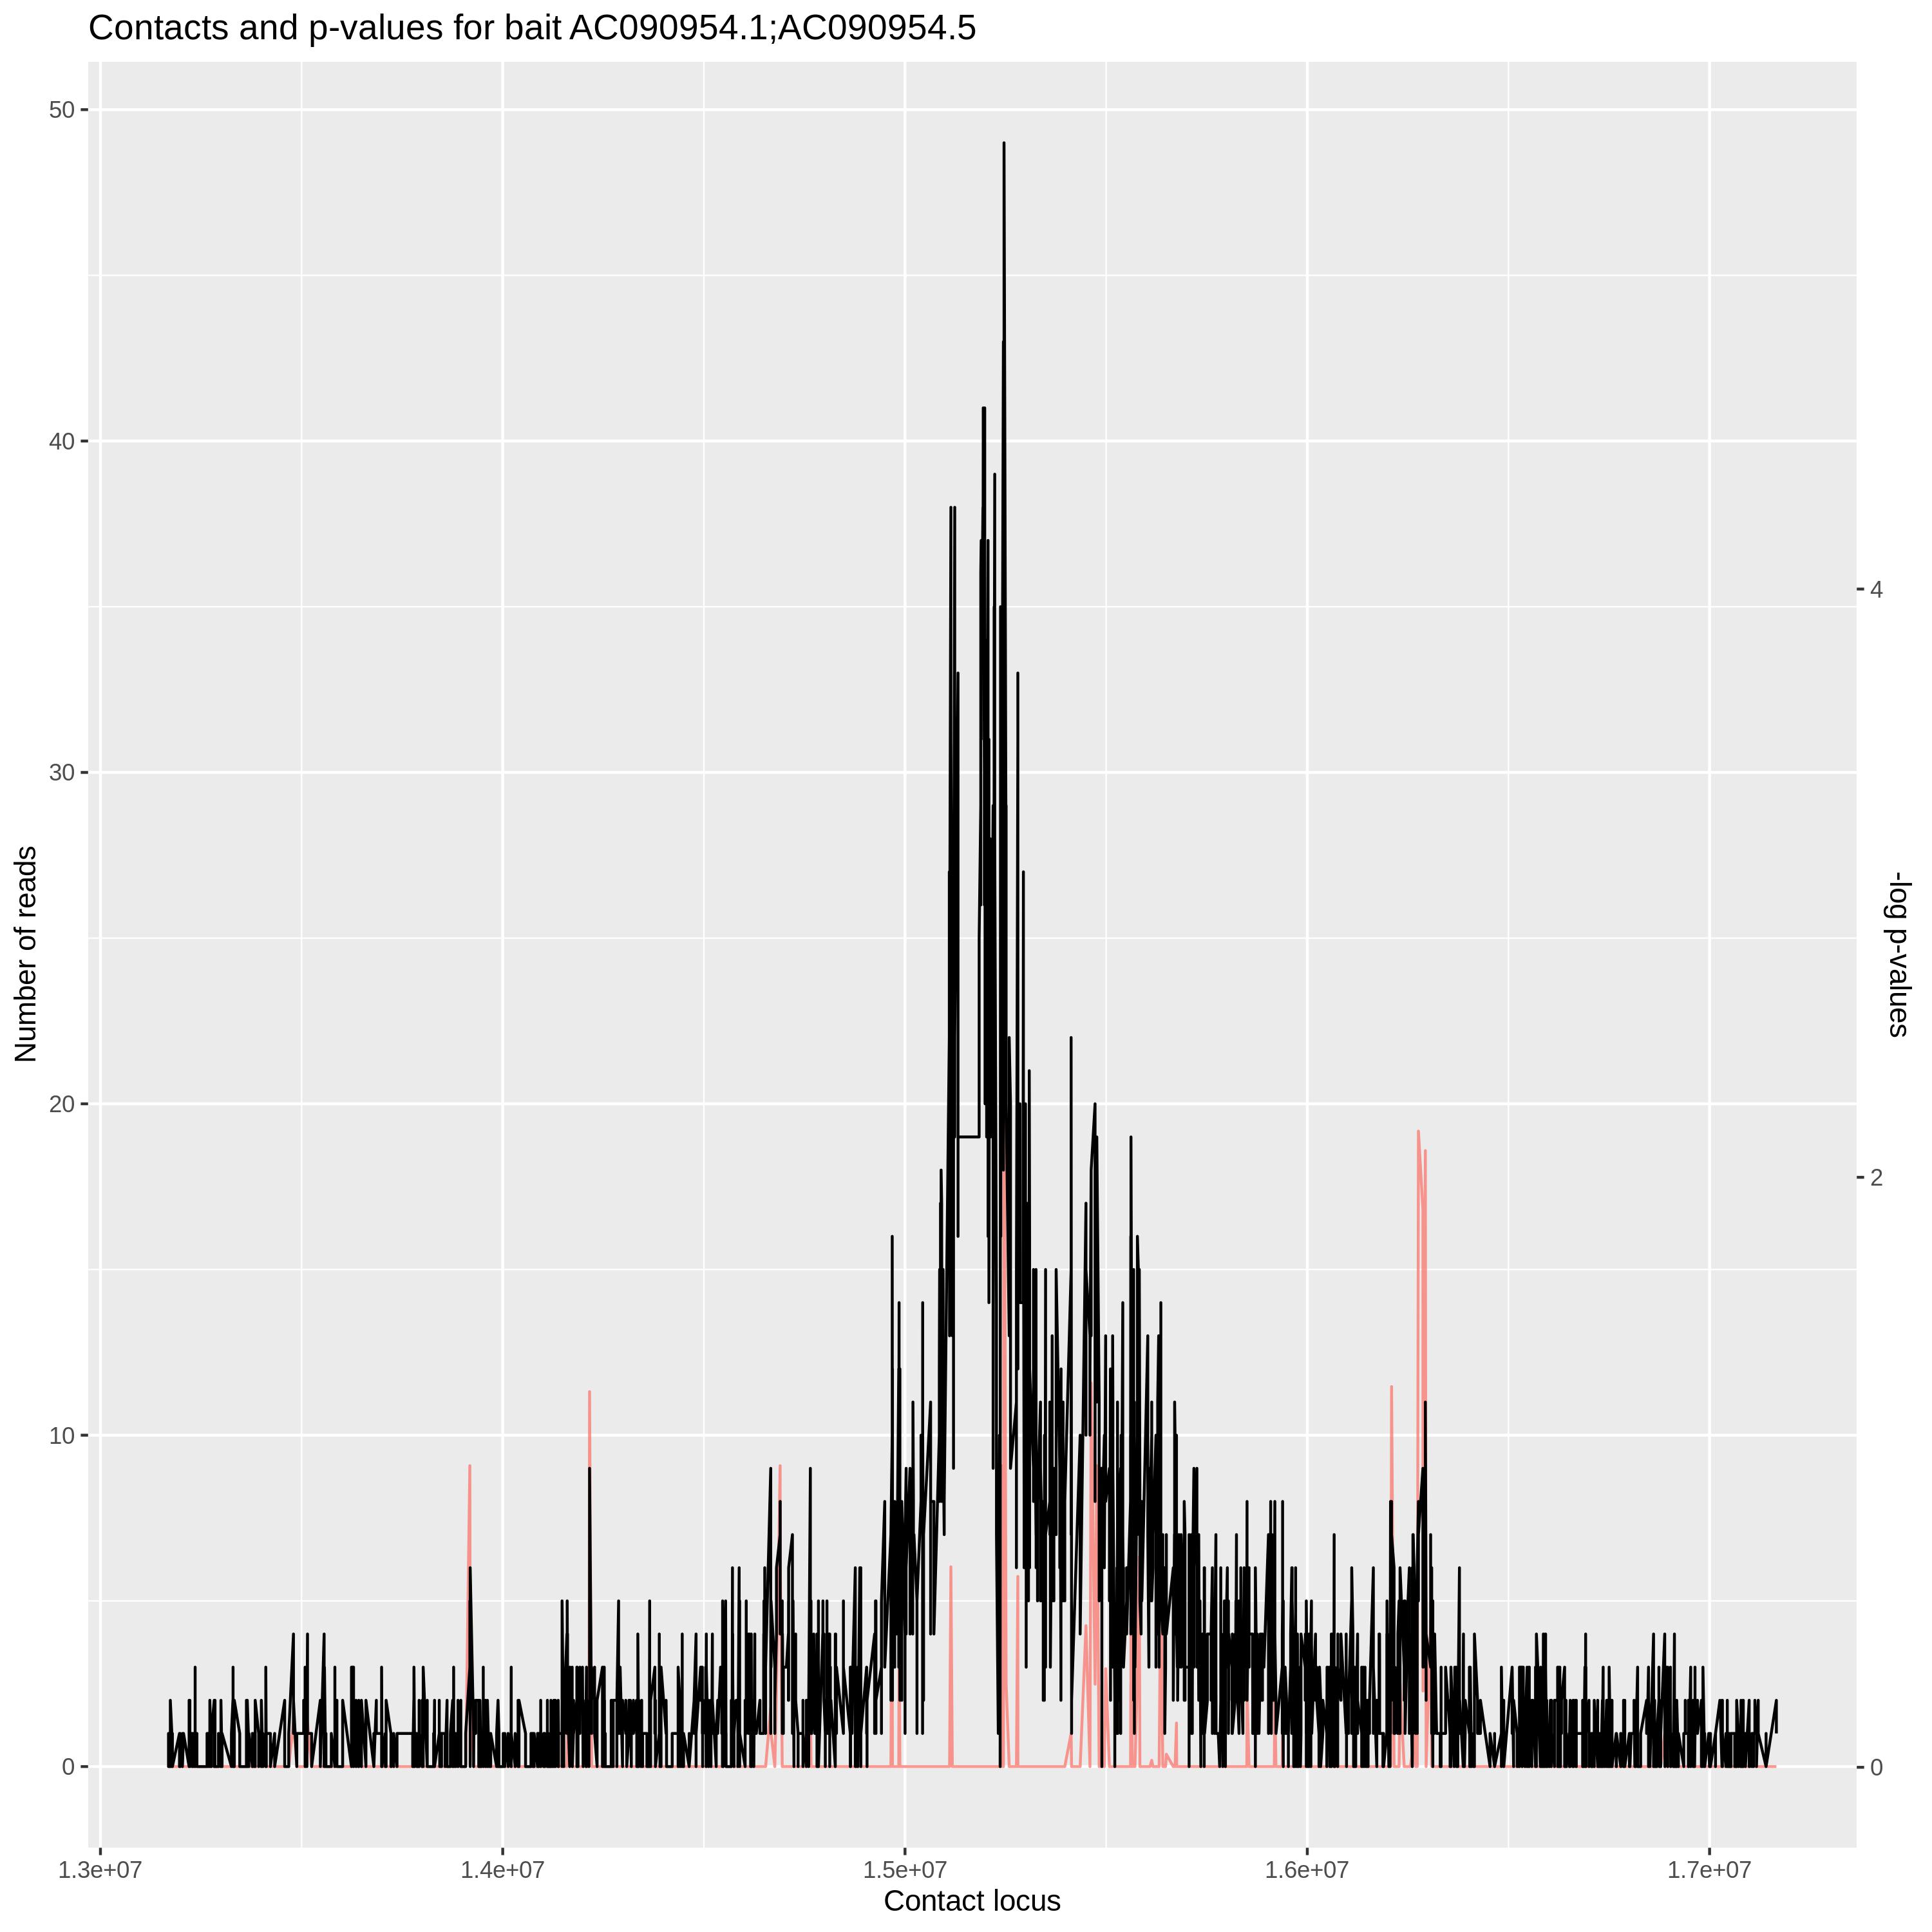 Contacts and p-values for bait AC090954.1;AC090954.5
50
40
30
20
10
0
Number of reads
4
2
0
-log p-values
1.3e+07
1.4e+07
1.5e+07
1.6e+07
1.7e+07
Contact locus